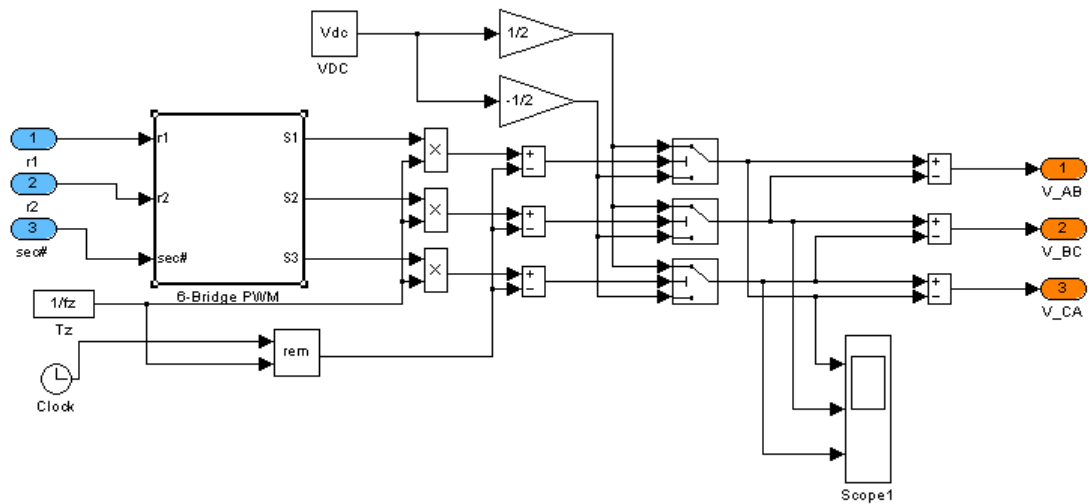 Vdc
VDC
1/2
-1/2
1
r1
2
r2
3
sec#
r1
r2
sec#
S1
S2
S3
6-Bridge PWM
×
×
×
+
−
+
−
+
−
+
−
+
−
+
−
1
V_AB
2
V_BC
3
V_CA
1/fz
Tz
rem
Clock
Scope1